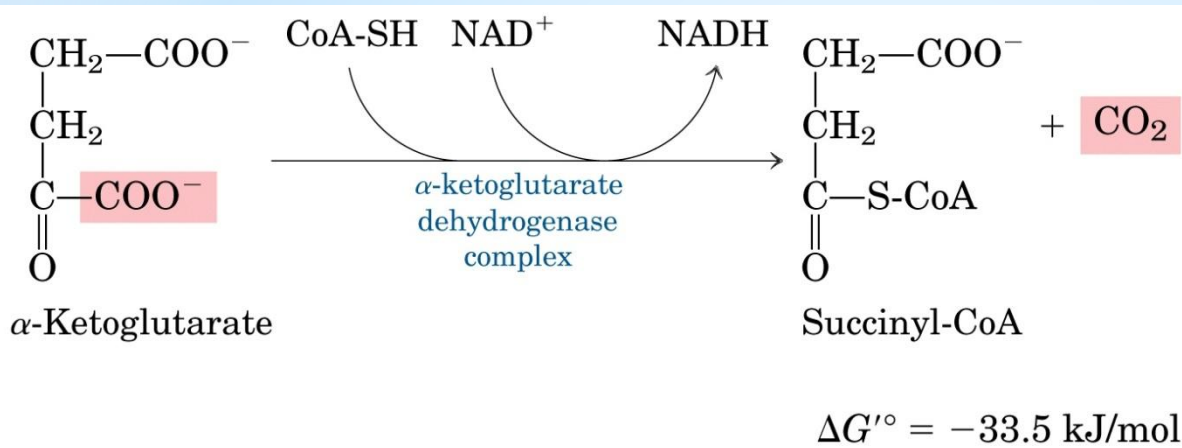 CH₂—COO⁻
CH₂
C—COO⁻
O
α-Ketoglutarate
CoA-SH NAD⁺ NADH
α-ketoglutarate
dehydrogenase
complex
CH₂—COO⁻
CH₂ + CO₂
C—S-CoA
O
Succinyl-CoA
ΔG′° = −33.5 kJ/mol